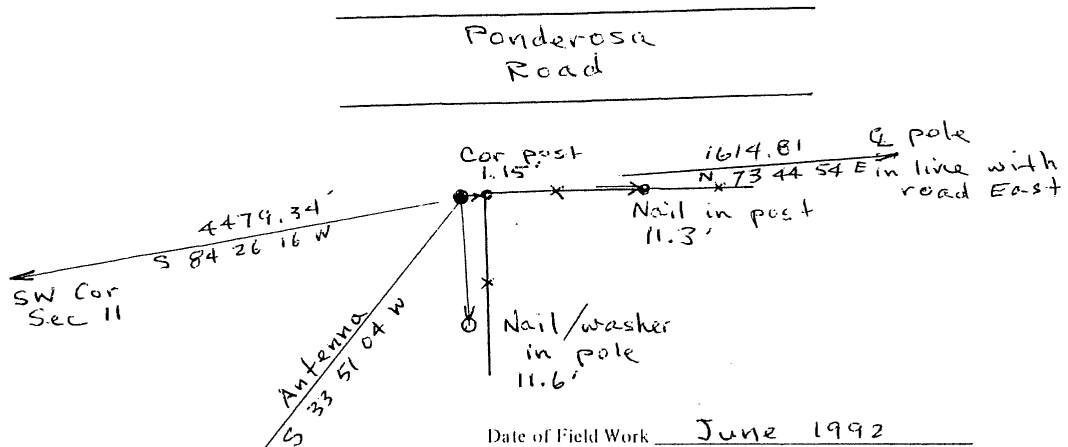 Ponderosa
Road
1614.81
N 73 44 54 E
℄ pole
in line with
road East
Cor post
1.15'
Nail in post
11.3'
4479.34'
S 84 26 16 W
SW Cor
Sec 11
Antenna
S 33 51 04 W
Nail/washer
in pole
11.6'
Date of Field Work June 1992